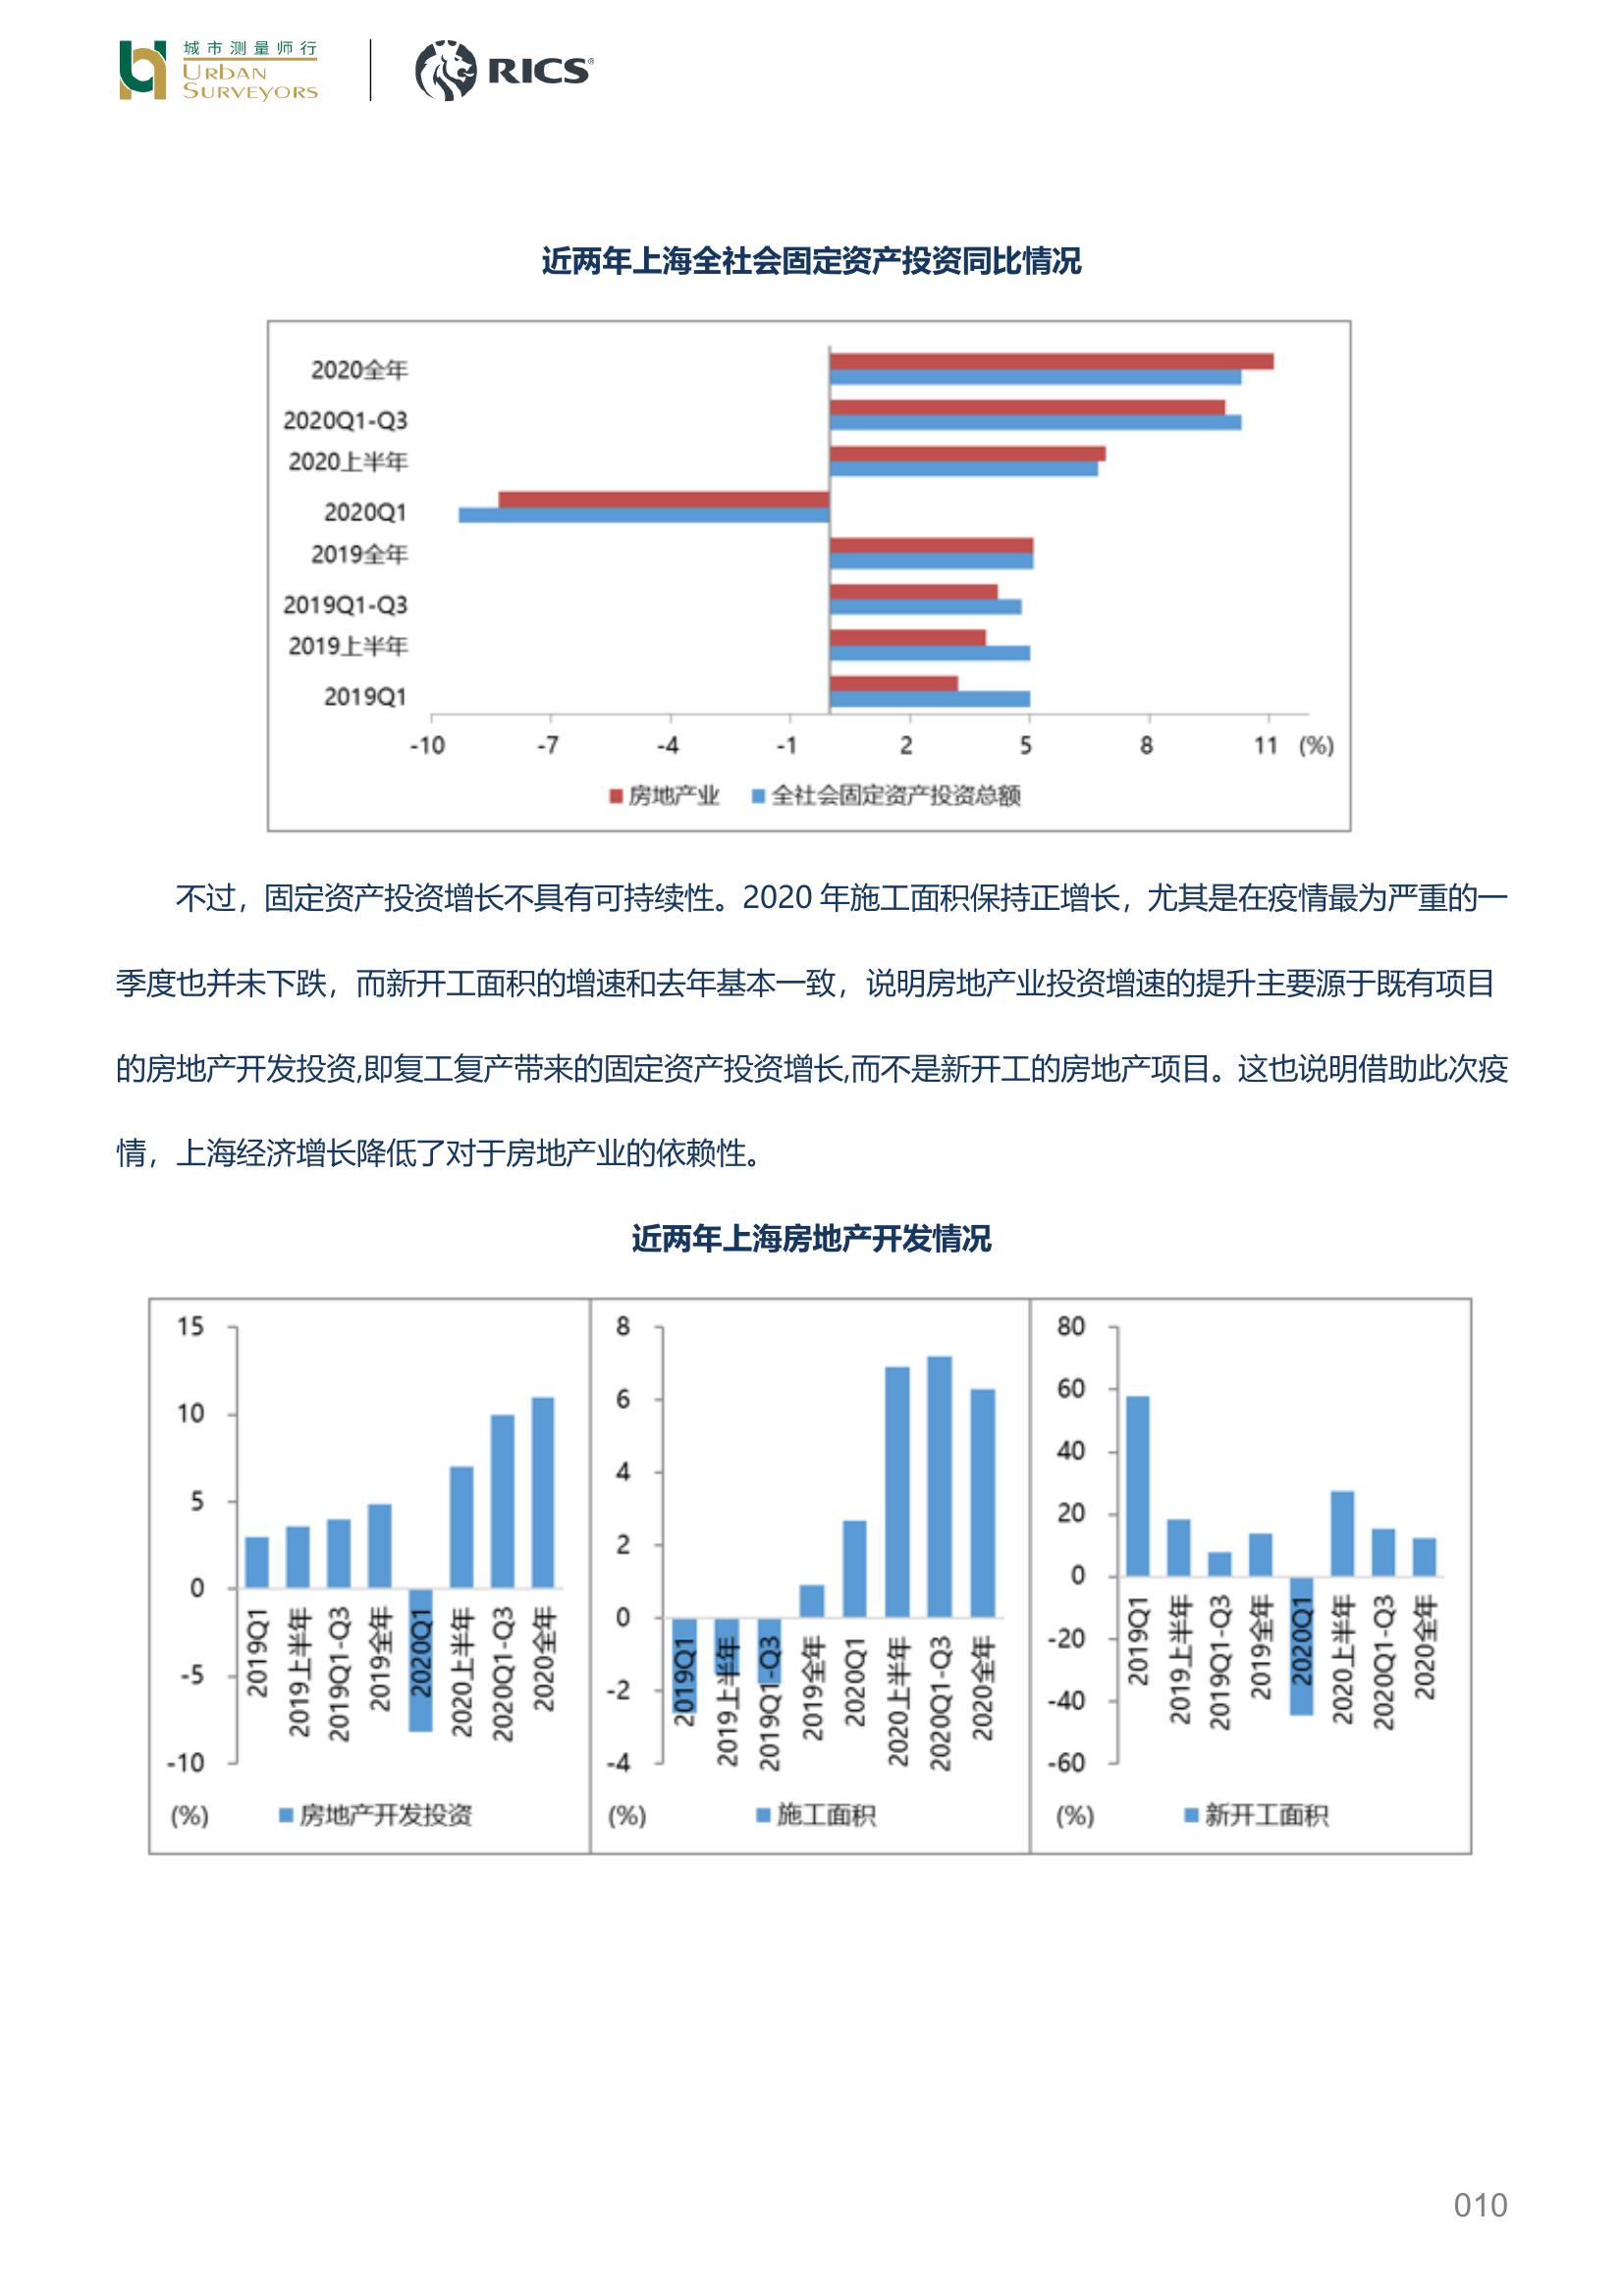 城市测量师行
URBAN
SURVEYORS
RICS®
近两年上海全社会固定资产投资同比情况
2020全年
2020Q1-Q3
2020上半年
2020Q1
2019全年
2019Q1-Q3
2019上半年
2019Q1
-10 -7 -4 -1 2 5 8 11 (%)
房地产业 全社会固定资产投资总额
不过，固定资产投资增长不具有可持续性。2020 年施工面积保持正增长，尤其是在疫情最为严重的一
季度也并未下跌，而新开工面积的增速和去年基本一致，说明房地产业投资增速的提升主要源于既有项目
的房地产开发投资,即复工复产带来的固定资产投资增长,而不是新开工的房地产项目。这也说明借助此次疫
情，上海经济增长降低了对于房地产业的依赖性。
近两年上海房地产开发情况
15
10
5
0
-5
-10
2019Q1
2019上半年
2019Q1-Q3
2019全年
2020Q1
2020上半年
2020Q1-Q3
2020全年
(%) 房地产开发投资
8
6
4
2
0
-2
-4
2019Q1
2019上半年
2019Q1-Q3
2019全年
2020Q1
2020上半年
2020Q1-Q3
2020全年
(%) 施工面积
80
60
40
20
0
-20
-40
-60
2019Q1
2019上半年
2019Q1-Q3
2019全年
2020Q1
2020上半年
2020Q1-Q3
2020全年
(%) 新开工面积
010